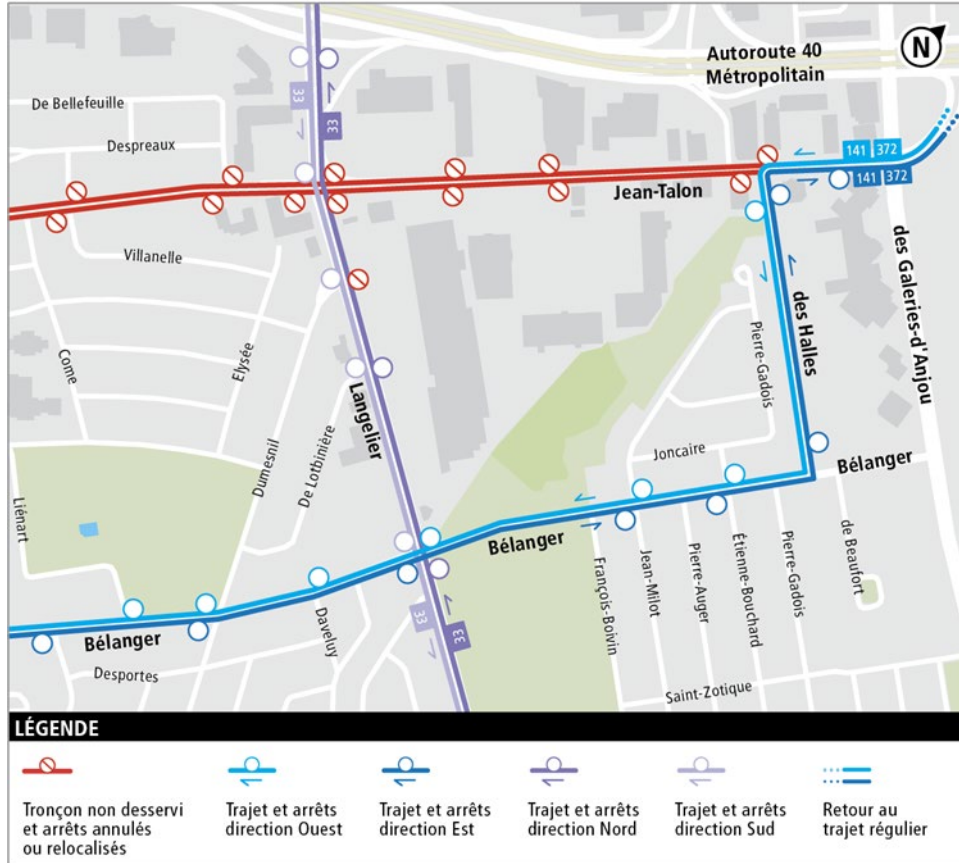 Autoroute 40
Métropolitain
N
De Bellefeuille
33
33
Despreaux
141 372
141 372
Jean-Talon
Villanelle
des Galeries-d'Anjou
des Halles
Pierre-Gadois
Come
Elysée
Langelier
Dumesnil
De Lotbinière
Joncaire
Bélanger
Liénart
Bélanger
de Beaufort
François-Boivin
Jean-Milot
Pierre-Auger
Étienne-Bouchard
Pierre-Gadois
33
33
Daveluy
Bélanger
Desportes
Saint-Zotique
LÉGENDE
Tronçon non desservi
et arrêts annulés
ou relocalisés
Trajet et arrêts
direction Ouest
Trajet et arrêts
direction Est
Trajet et arrêts
direction Nord
Trajet et arrêts
direction Sud
Retour au
trajet régulier